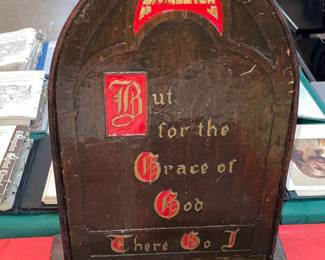 But
for the
Grace of
God
There Go I